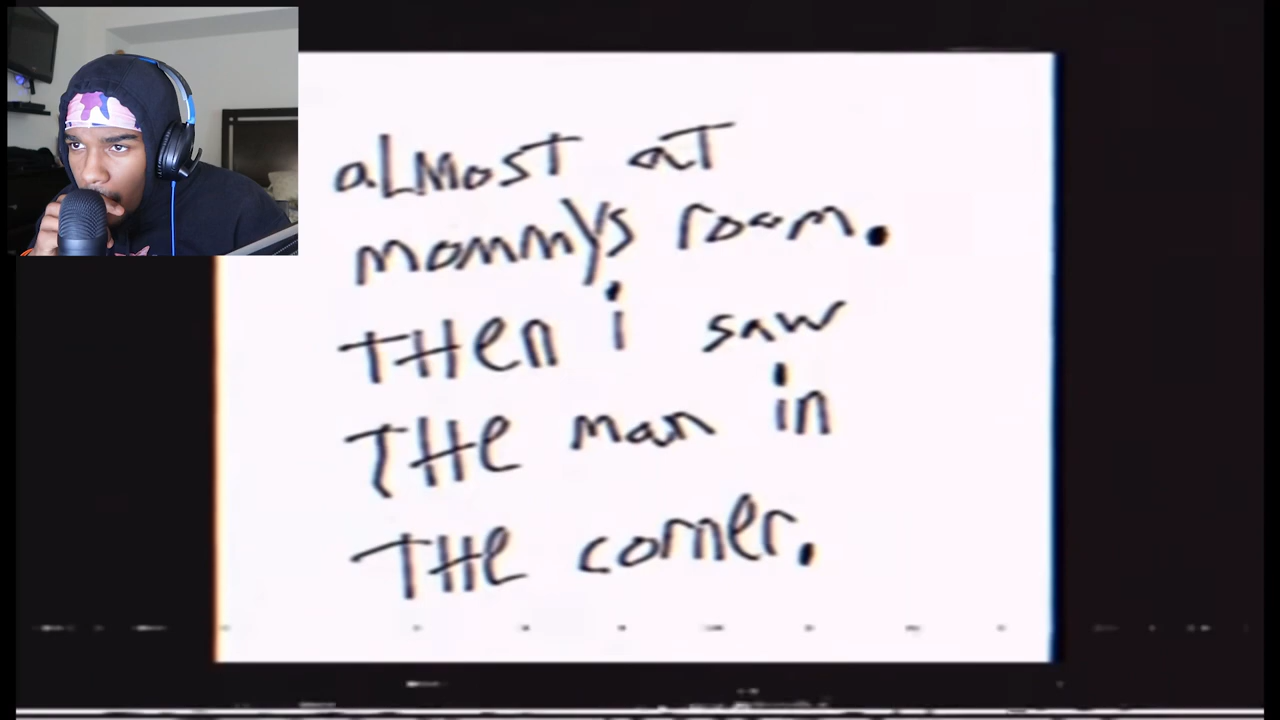 aLMosT aT
mommys room.
THen i saw
THe man in
THe corner.